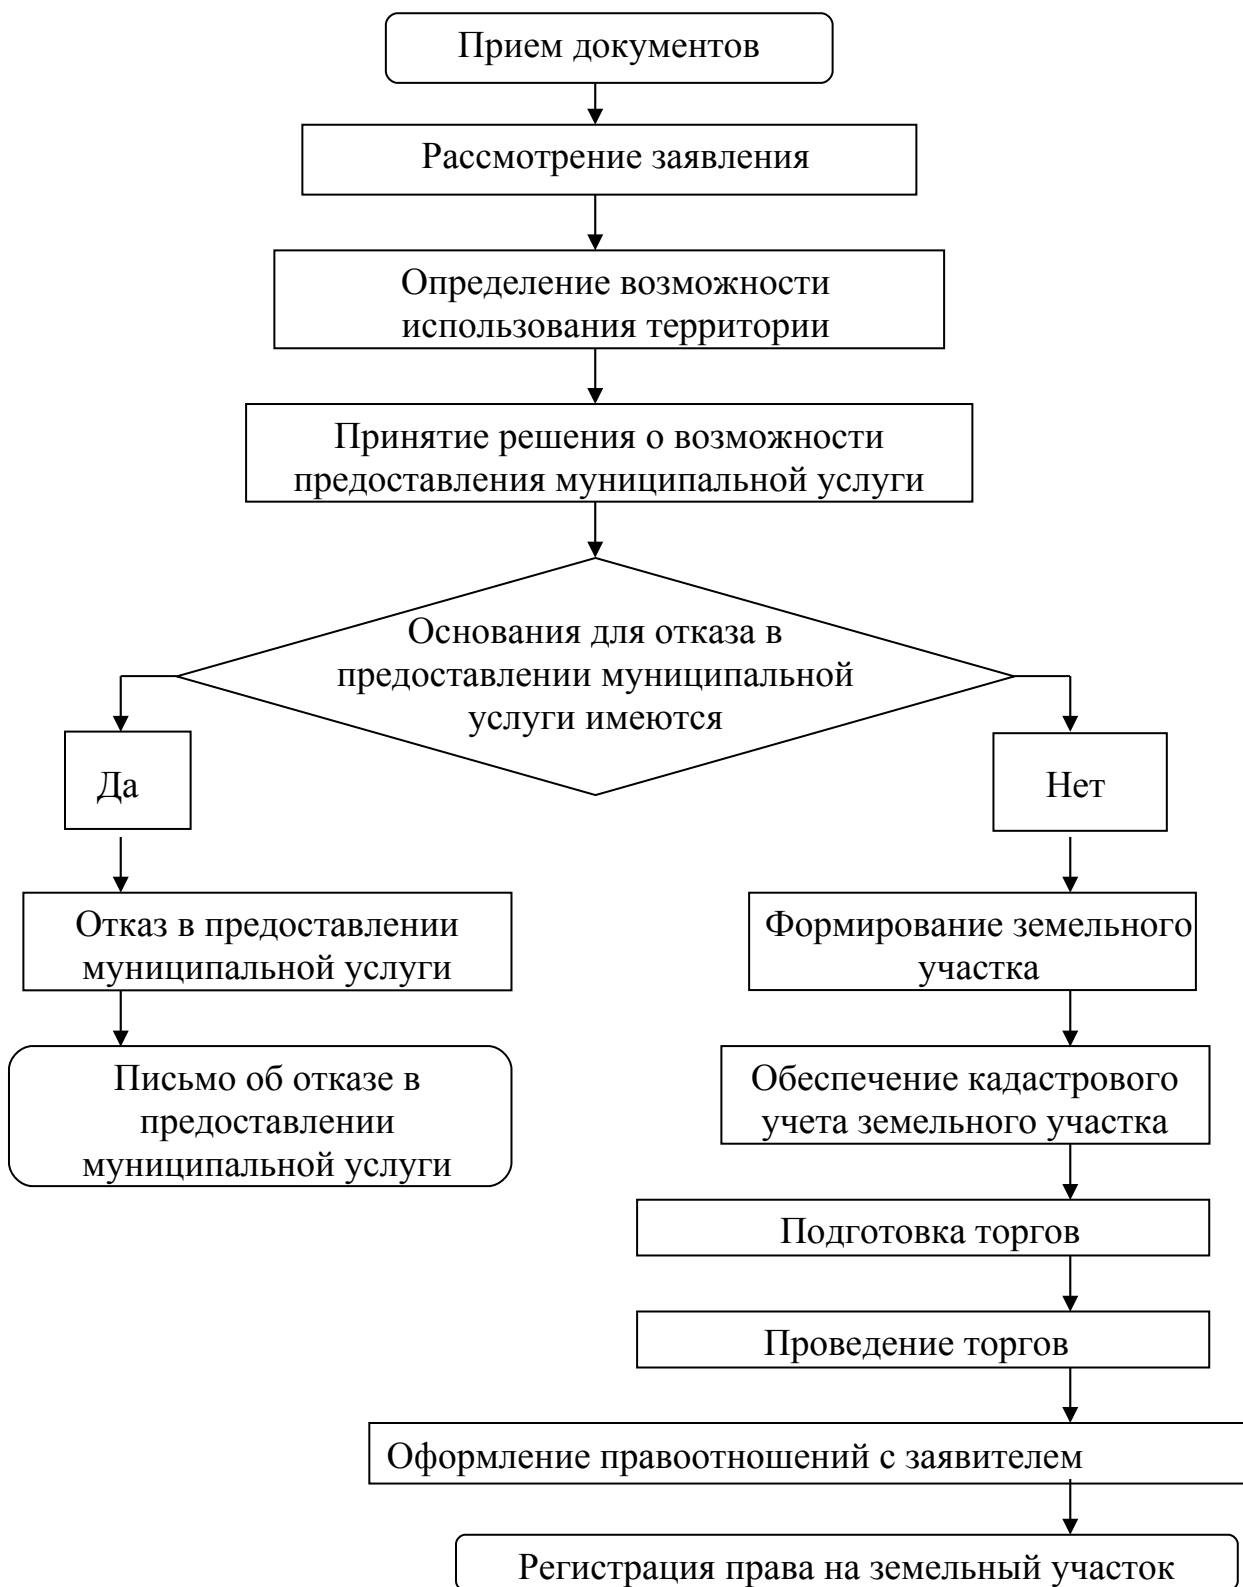 Прием документов
Рассмотрение заявления
Определение возможности
использования территории
Принятие решения о возможности
предоставления муниципальной услуги
Основания для отказа в
предоставлении муниципальной
услуги имеются
Да
Нет
Отказ в предоставлении
муниципальной услуги
Формирование земельного
участка
Письмо об отказе в
предоставлении
муниципальной услуги
Обеспечение кадастрового
учета земельного участка
Подготовка торгов
Проведение торгов
Оформление правоотношений с заявителем
Регистрация права на земельный участок